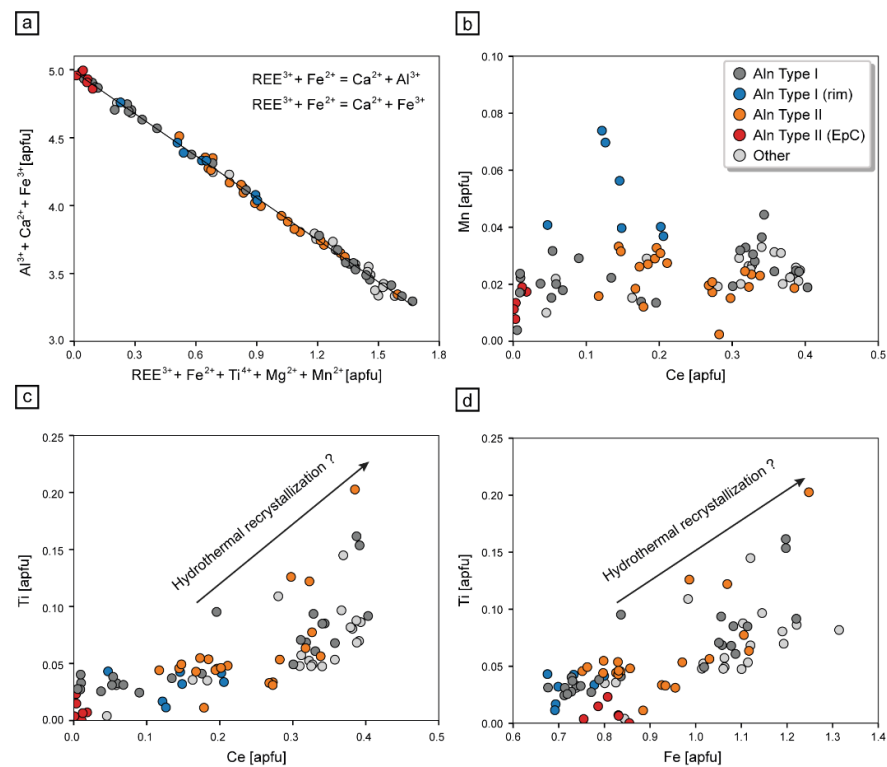 a
5.0
4.5
4.0
3.5
3.0
Al³⁺+ Ca²⁺+ Fe³⁺[apfu]
REE³⁺+ Fe²⁺ = Ca²⁺+ Al³⁺
REE³⁺+ Fe²⁺ = Ca²⁺+ Fe³⁺
0.0 0.3 0.6 0.9 1.2 1.5 1.8
REE³⁺+ Fe²⁺+ Ti⁴⁺+ Mg²⁺+ Mn²⁺[apfu]
b
0.10
0.08
0.06
0.04
0.02
0.00
Mn [apfu]
Aln Type I
Aln Type I (rim)
Aln Type II
Aln Type II (EpC)
Other
0.0 0.1 0.2 0.3 0.4 0.5
Ce [apfu]
c
0.25
0.20
0.15
0.10
0.05
0.00
Ti [apfu]
Hydrothermal recrystallization ?
0.0 0.1 0.2 0.3 0.4 0.5
Ce [apfu]
d
0.25
0.20
0.15
0.10
0.05
0.00
Ti [apfu]
Hydrothermal recrystallization ?
0.6 0.7 0.8 0.9 1.0 1.1 1.2 1.3 1.4
Fe [apfu]